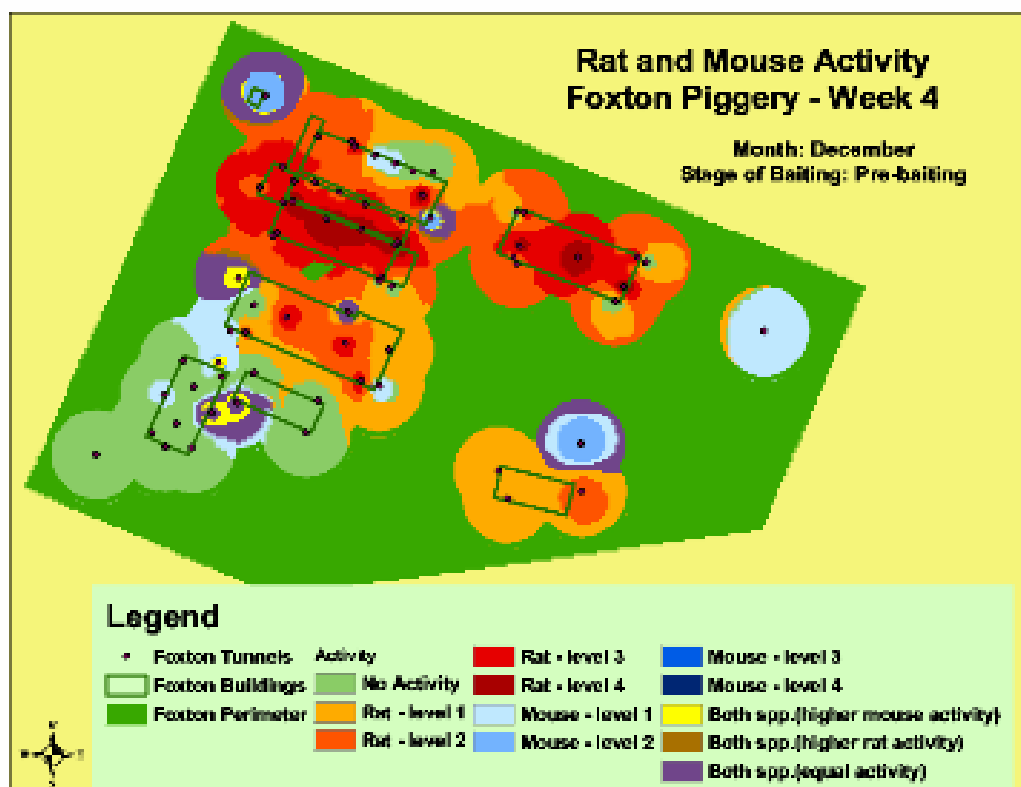 Rat and Mouse Activity
Foxton Piggery - Week 4
Month: December
Stage of Baiting: Pre-baiting
Legend
Foxton Tunnels
Foxton Buildings
Foxton Perimeter
Activity
No Activity
Rat - level 1
Rat - level 2
Rat - level 3
Rat - level 4
Mouse - level 1
Mouse - level 2
Mouse - level 3
Mouse - level 4
Both spp.(higher mouse activity)
Both spp.(higher rat activity)
Both spp.(equal activity)